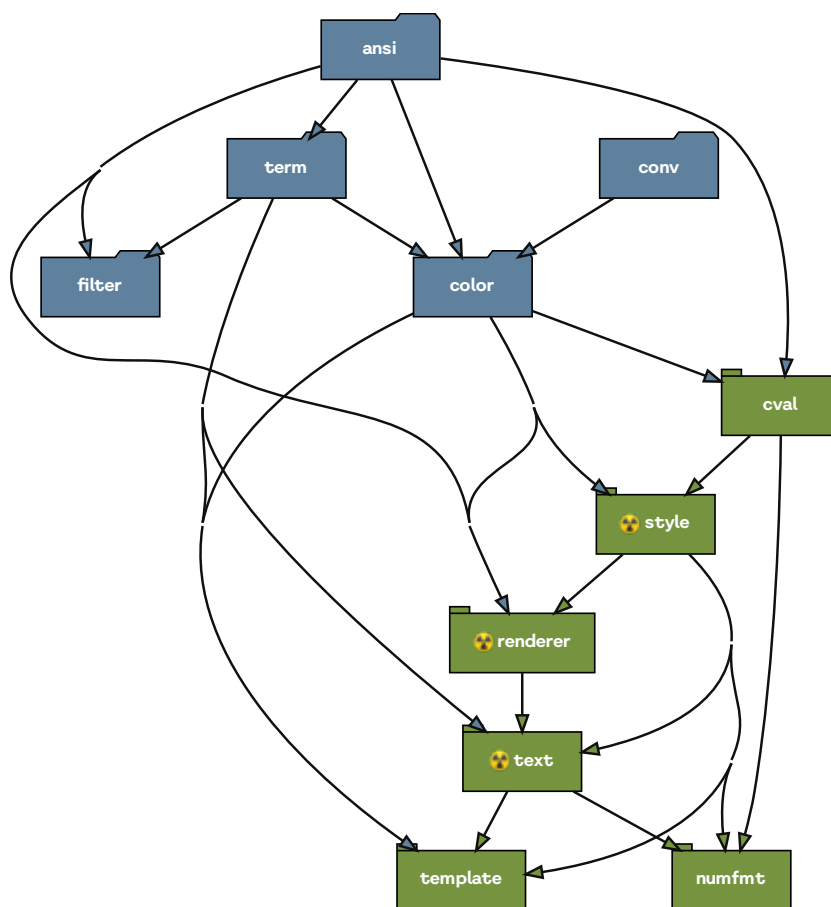 ansi
term
conv
filter
color
cval
style
renderer
text
template
numfmt